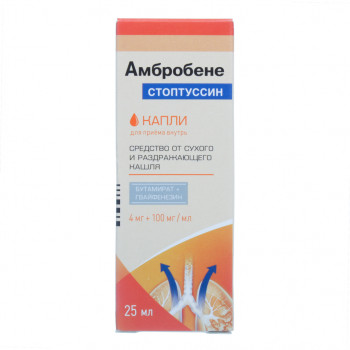 Амбробене
СТОПТУССИН
КАПЛИ
для приёма внутрь
СРЕДСТВО ОТ СУХОГО
И РАЗДРАЖАЮЩЕГО
КАШЛЯ
БУТАМИРАТ +
ГВАЙФЕНЕЗИН
4 мг + 100 мг/мл
25 мл